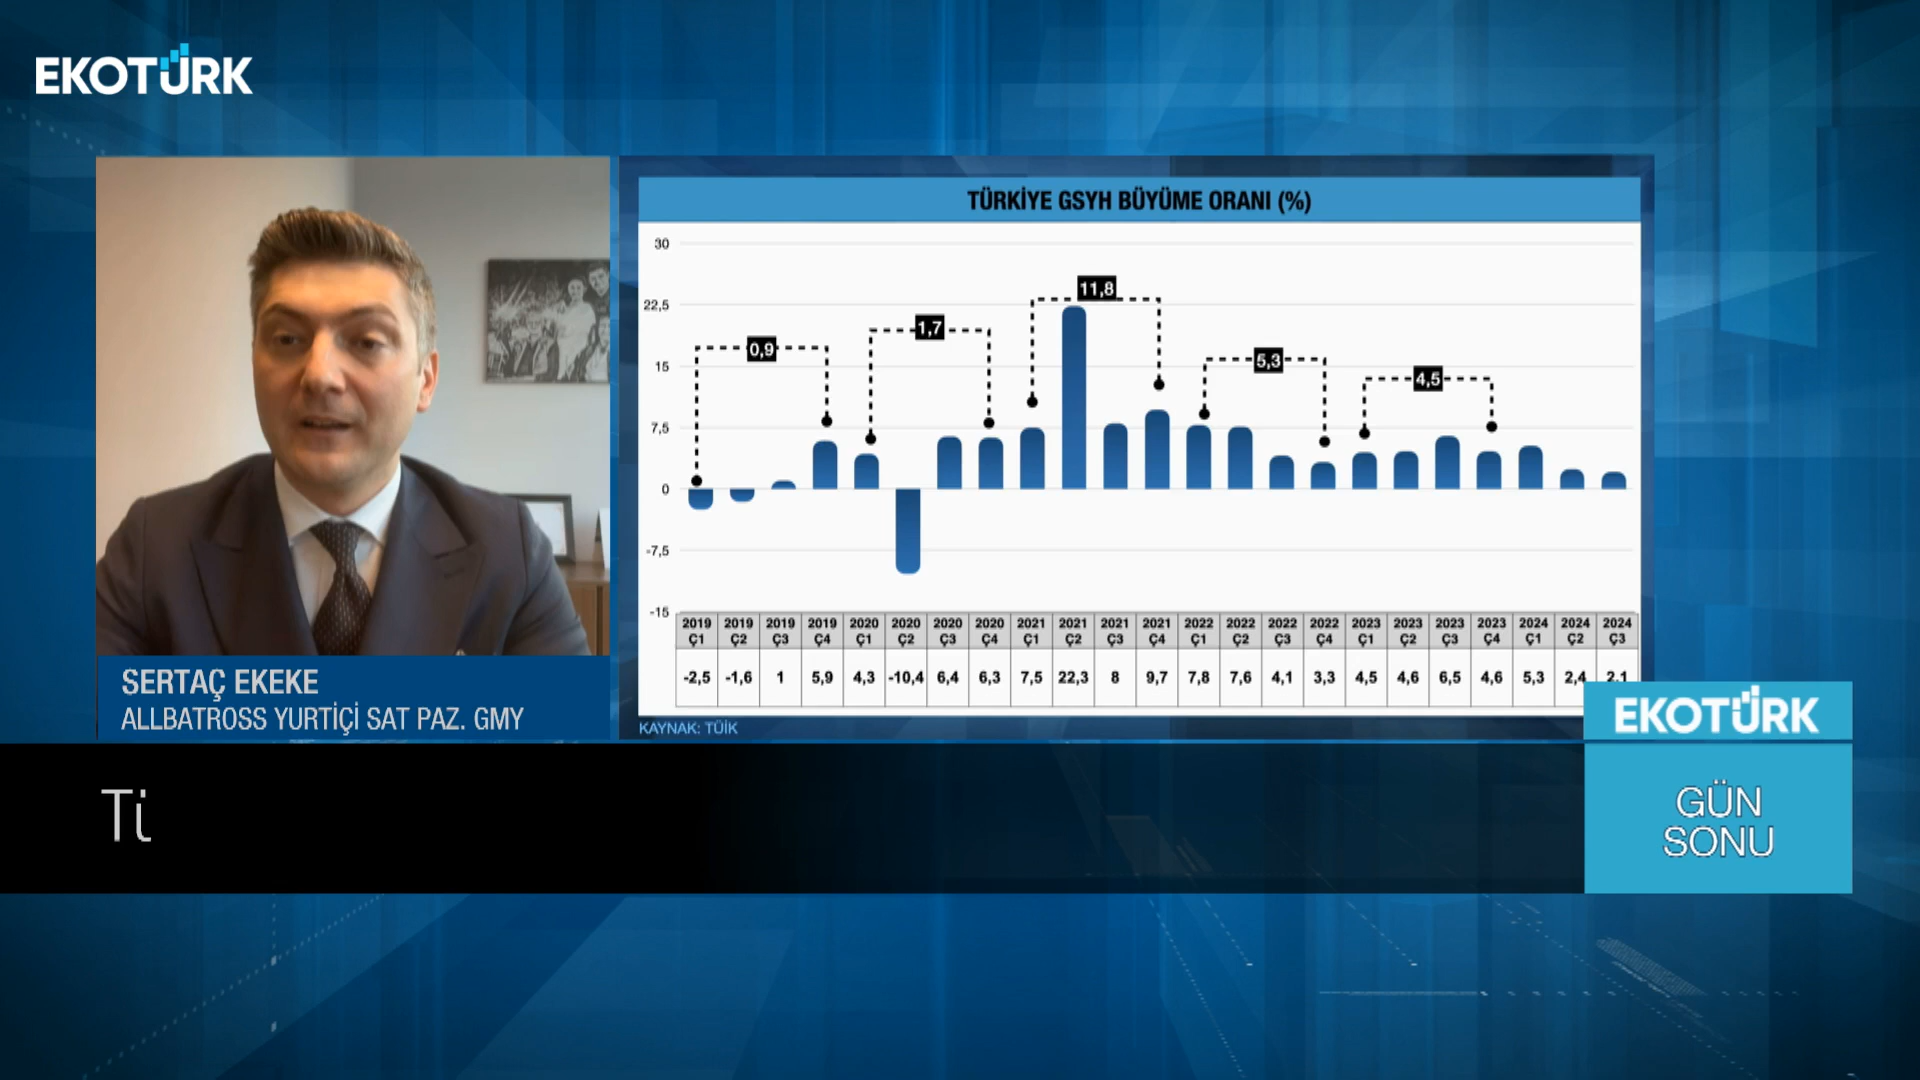 EKOTÜRK
TÜRKİYE GSYH BÜYÜME ORANI (%)
30
22,5
15
7,5
0
-7,5
-15
0,9
1,7
11,8
5,3
4,5
2019 Ç1 2019 Ç2 2019 Ç3 2019 Ç4 2020 Ç1 2020 Ç2 2020 Ç3 2020 Ç4 2021 Ç1 2021 Ç2 2021 Ç3 2021 Ç4 2022 Ç1 2022 Ç2 2022 Ç3 2022 Ç4 2023 Ç1 2023 Ç2 2023 Ç3 2023 Ç4 2024 Ç1 2024 Ç2 2024 Ç3
-2,5 -1,6 1 5,9 4,3 -10,4 6,4 6,3 7,5 22,3 8 9,7 7,8 7,6 4,1 3,3 4,5 4,6 6,5 4,6 5,3 2,4 2,1
KAYNAK: TÜİK
SERTAÇ EKEKE
ALLBATROSS YURTİÇİ SAT PAZ. GMY
EKOTÜRK
GÜN
SONU